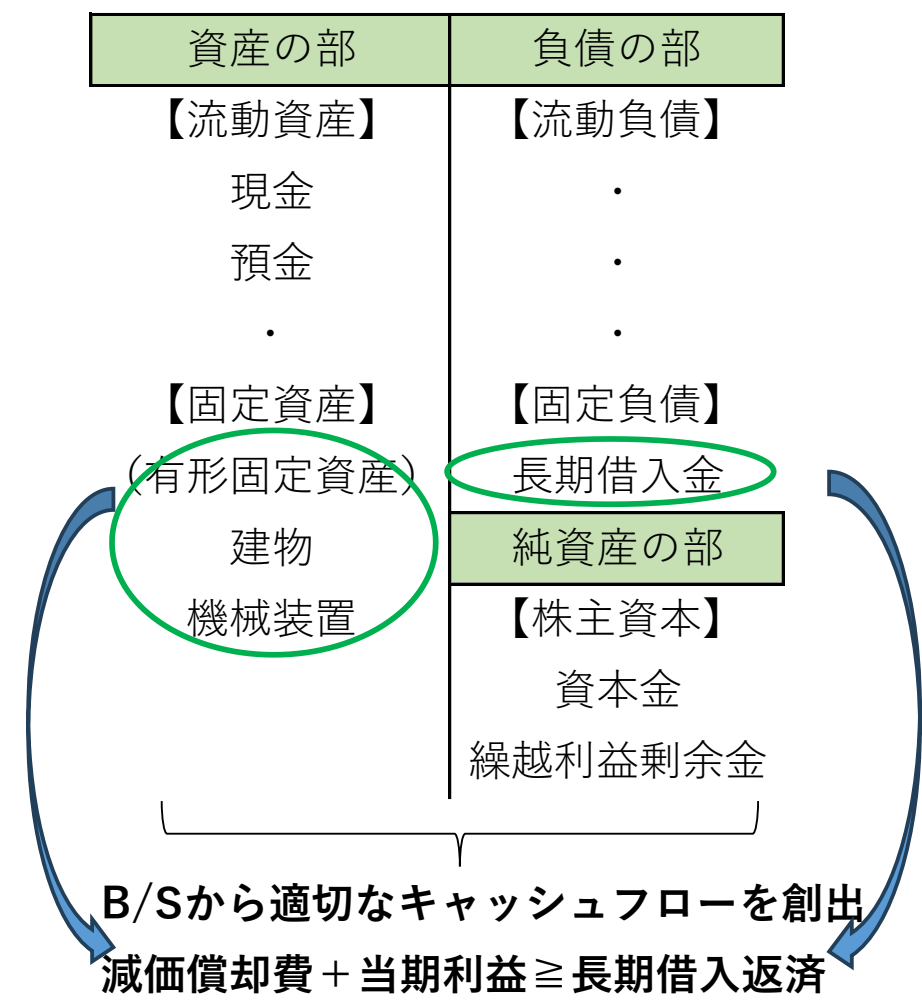 資産の部
【流動資産】
現金
預金
・
【固定資産】
（有形固定資産）
建物
機械装置
負債の部
【流動負債】
・
・
・
【固定負債】
長期借入金
純資産の部
【株主資本】
資本金
繰越利益剰余金
B/Sから適切なキャッシュフローを創出
減価償却費＋当期利益≧長期借入返済